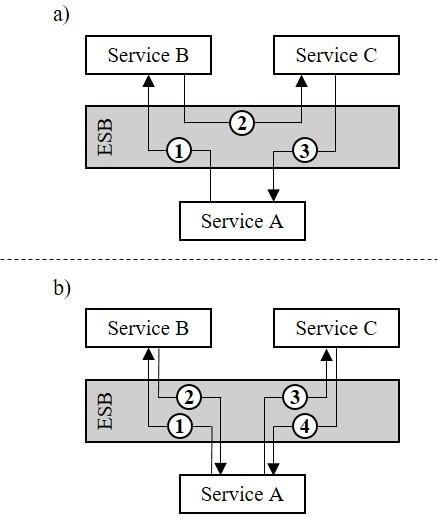 a)
Service B
Service C
ESB
2
1
3
Service A
b)
Service B
Service C
ESB
2
3
1
4
Service A